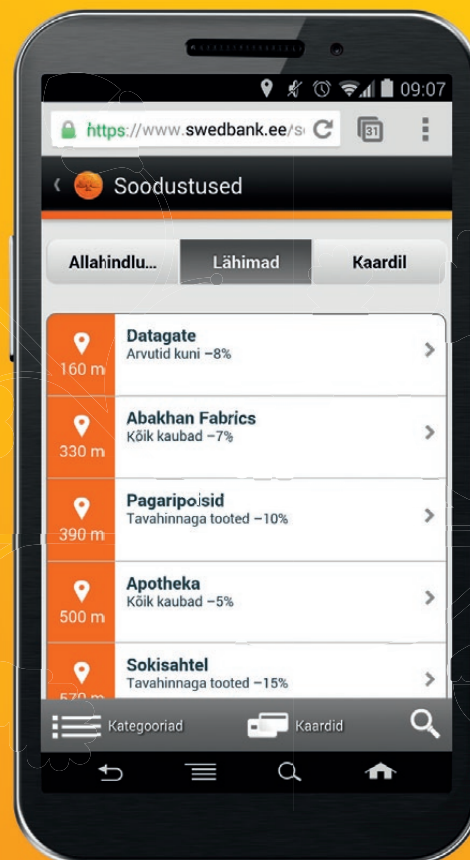 09:07
https://www.swedbank.ee/s
31
Soodustused
Allahindlu...
Lähimad
Kaardil
160 m
Datagate
Arvutid kuni –8%
330 m
Abakhan Fabrics
Kõik kaubad –7%
390 m
Pagaripoisid
Tavahinnaga tooted –10%
500 m
Apotheka
Kõik kaubad –5%
570 m
Sokisahtel
Tavahinnaga tooted –15%
Kategooriad
Kaardid